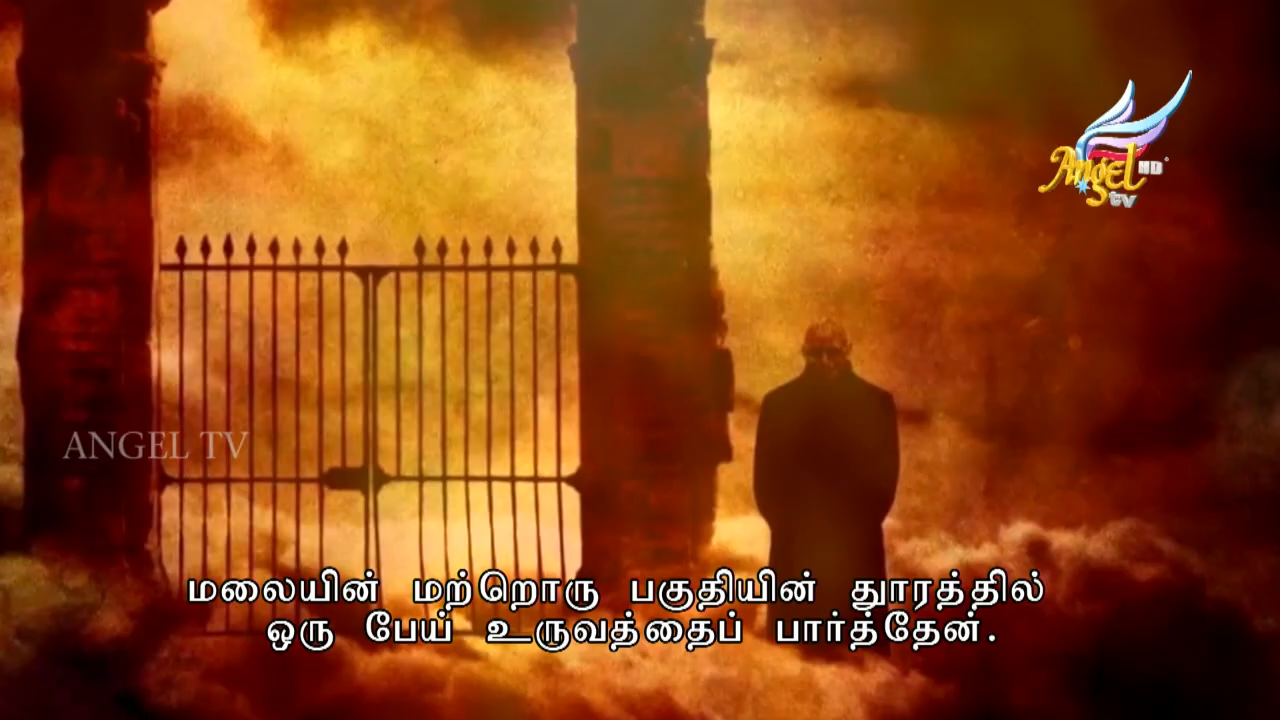 Angel HD
tv
ANGEL TV
மலையின் மற்றொரு பகுதியின் தூரத்தில்
ஒரு பேய் உருவத்தைப் பார்த்தேன்.